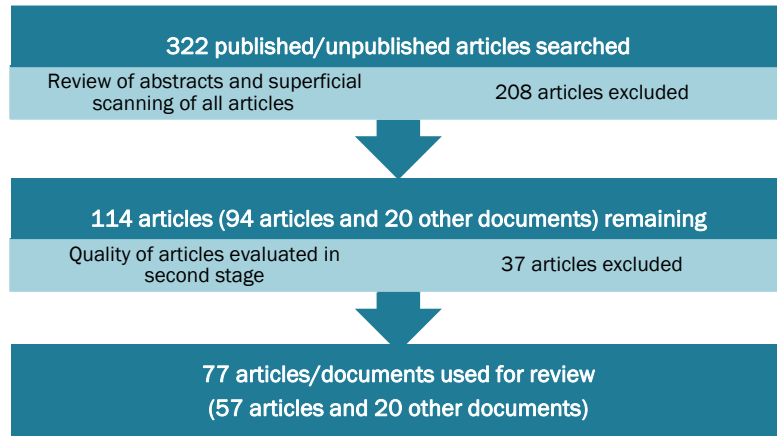 322 published/unpublished articles searched
Review of abstracts and superficial
scanning of all articles
208 articles excluded
114 articles (94 articles and 20 other documents) remaining
Quality of articles evaluated in
second stage
37 articles excluded
77 articles/documents used for review
(57 articles and 20 other documents)